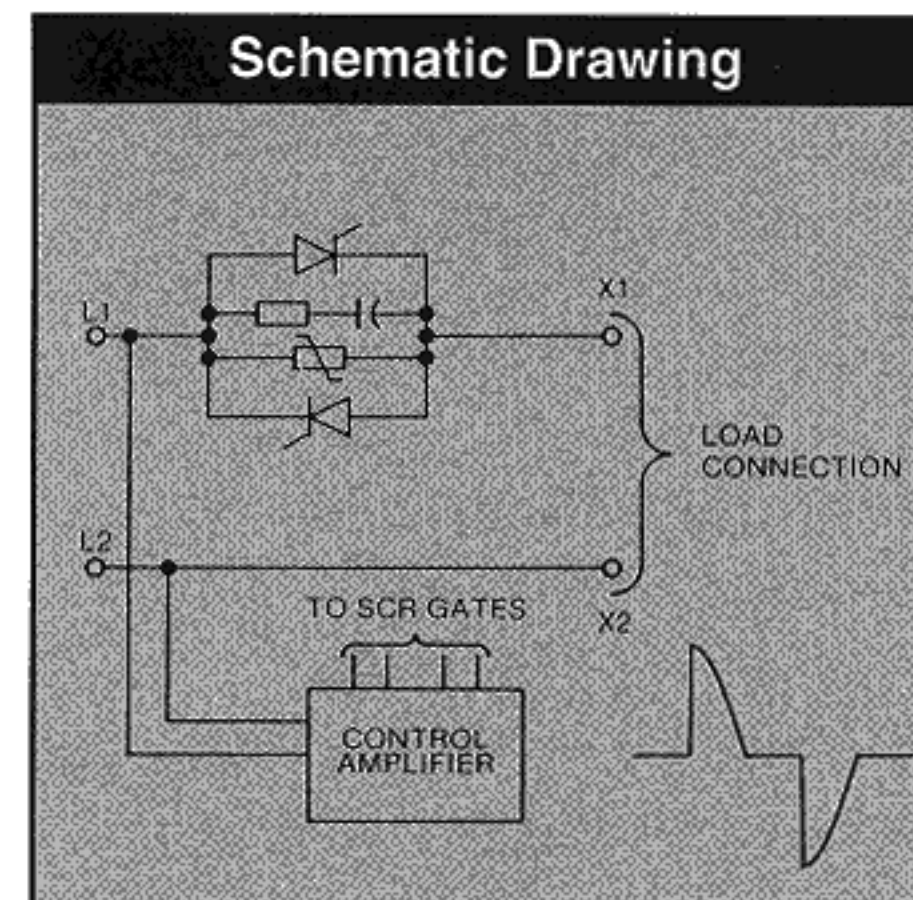 Schematic Drawing
L1
X1
LOAD
CONNECTION
L2
TO SCR GATES
X2
CONTROL
AMPLIFIER